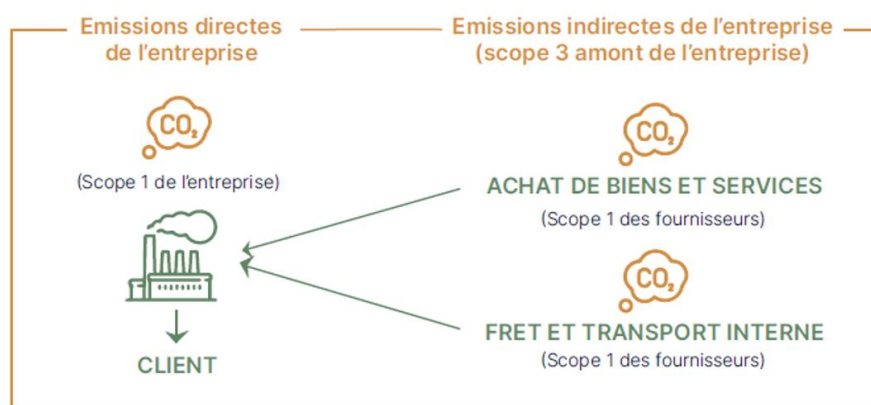 Emissions directes
de l'entreprise
Emissions indirectes de l'entreprise
(scope 3 amont de l'entreprise)
CO₂
(Scope 1 de l'entreprise)
CLIENT
CO₂
ACHAT DE BIENS ET SERVICES
(Scope 1 des fournisseurs)
CO₂
FRET ET TRANSPORT INTERNE
(Scope 1 des fournisseurs)